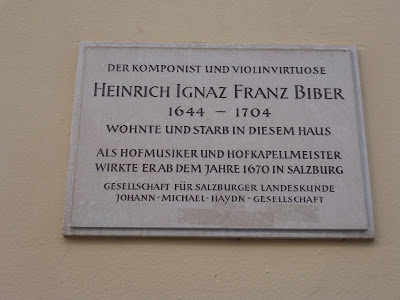 DER KOMPONIST UND VIOLINVIRTUOSE
HEINRICH IGNAZ FRANZ BIBER
1644 – 1704
WOHNTE UND STARB IN DIESEM HAUS
ALS HOFMUSIKER UND HOFKAPELLMEISTER
WIRKTE ER AB DEM JAHRE 1670 IN SALZBURG
GESELLSCHAFT FÜR SALZBURGER LANDESKUNDE
JOHANN-MICHAEL-HAYDN-GESELLSCHAFT